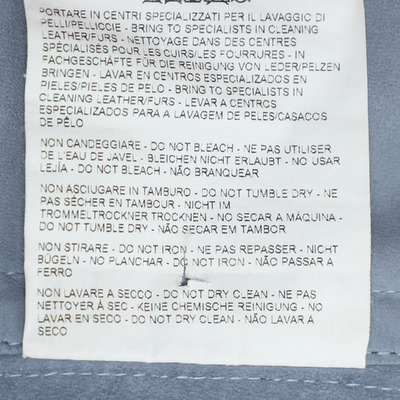 PORTARE IN CENTRI SPECIALIZZATI PER IL LAVAGGIO DI
PELLI/PELLICCIE - BRING TO SPECIALISTS IN CLEANING
LEATHER/FURS - NETTOYAGE DANS DES CENTRES
SPÉCIALISÉS POUR LES CUIRS/LES FOURRURES - IN
FACHGESCHÄFTE FÜR DIE REINIGUNG VON LEDER/PELZEN
BRINGEN - LAVAR EN CENTROS ESPECIALIZADOS EN
PIELES/PIELES DE PELO - BRING TO SPECIALISTS IN
CLEANING LEATHER/FURS - LEVAR A CENTROS
ESPECIALIZADOS PARA A LAVAGEM DE PELES/CASACOS
DE PÊLO
NON CANDEGGIARE - DO NOT BLEACH - NE PAS UTILISER
DE L'EAU DE JAVEL - BLEICHEN NICHT ERLAUBT - NO USAR
LEJÍA - DO NOT BLEACH - NÃO BRANQUEAR
NON ASCIUGARE IN TAMBURO - DO NOT TUMBLE DRY - NE
PAS SÉCHER EN TAMBOUR - NICHT IM
TROMMELTROCKNER TROCKNEN - NO SECAR A MÁQUINA -
DO NOT TUMBLE DRY - NÃO SECAR EM TAMBOR
NON STIRARE - DO NOT IRON - NE PAS REPASSER - NICHT
BÜGELN - NO PLANCHAR - DO NOT IRON - NÃO PASSAR A
FERRO
NON LAVARE A SECCO - DO NOT DRY CLEAN - NE PAS
NETTOYER À SEC - KEINE CHEMISCHE REINIGUNG - NO
LAVAR EN SECO - DO NOT DRY CLEAN - NÃO LAVAR A
SECO